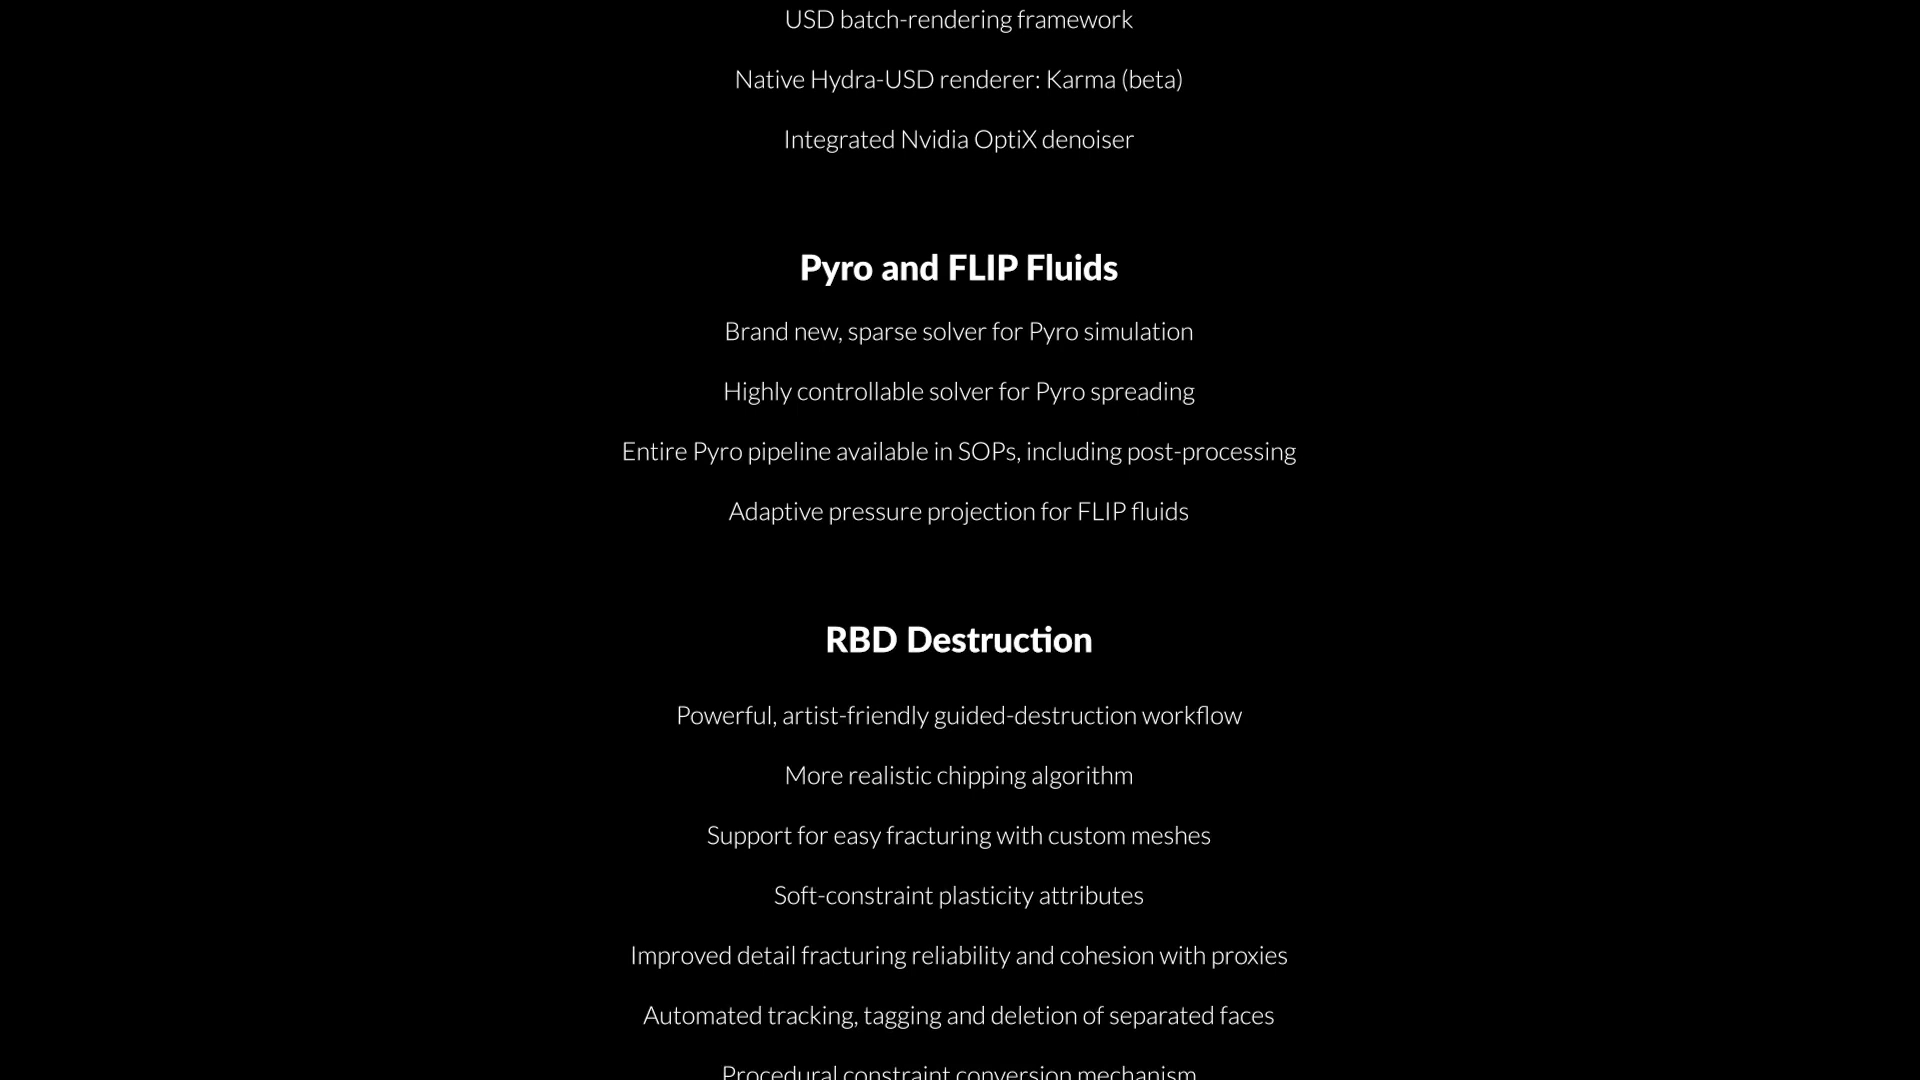 USD batch-rendering framework
Native Hydra-USD renderer: Karma (beta)
Integrated Nvidia OptiX denoiser
Pyro and FLIP Fluids
Brand new, sparse solver for Pyro simulation
Highly controllable solver for Pyro spreading
Entire Pyro pipeline available in SOPs, including post-processing
Adaptive pressure projection for FLIP fluids
RBD Destruction
Powerful, artist-friendly guided-destruction workflow
More realistic chipping algorithm
Support for easy fracturing with custom meshes
Soft-constraint plasticity attributes
Improved detail fracturing reliability and cohesion with proxies
Automated tracking, tagging and deletion of separated faces
Procedural constraint conversion mechanism